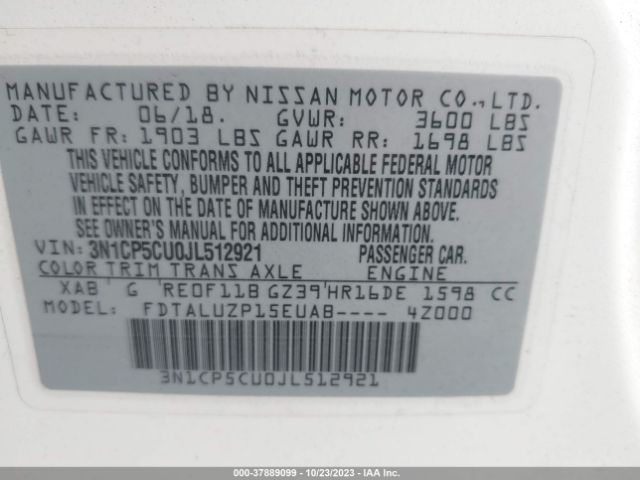 MANUFACTURED BY NISSAN MOTOR CO.,LTD.
DATE: 06/18. GVWR: 3600 LBS
GAWR FR: 1903 LBS GAWR RR: 1698 LBS
THIS VEHICLE CONFORMS TO ALL APPLICABLE FEDERAL MOTOR
VEHICLE SAFETY, BUMPER AND THEFT PREVENTION STANDARDS
IN EFFECT ON THE DATE OF MANUFACTURE SHOWN ABOVE.
SEE OWNER'S MANUAL FOR ADDITIONAL INFORMATION.
VIN: 3N1CP5CU0JL512921 PASSENGER CAR.
COLOR TRIM TRANS AXLE ENGINE
XAB G RE0F11B GZ39 HR16DE 1598 CC
MODEL: FDTALUZP15EUAB---- 4Z000
3N1CP5CU0JL512921
000-37889099 | 10/23/2023 | IAAI.COM